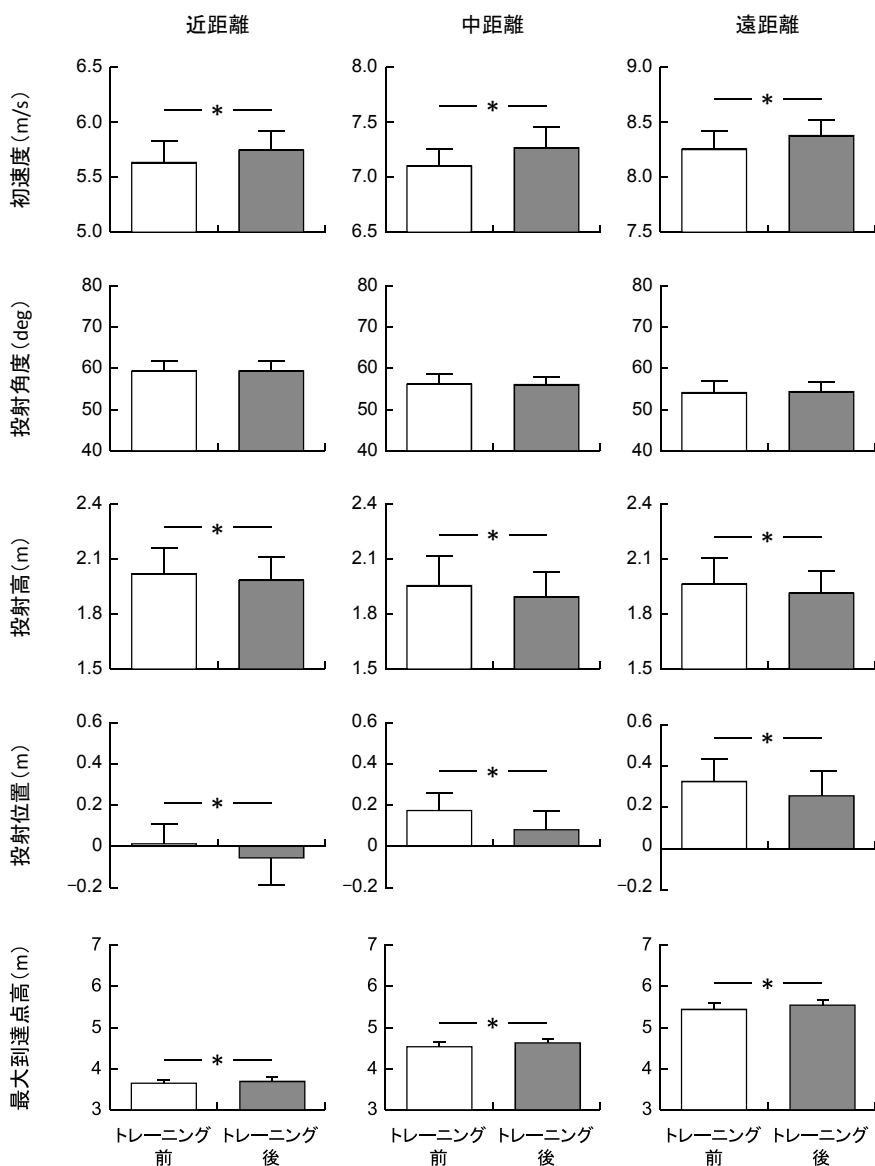 近距離 中距離 遠距離
初速度(m/s)
6.5 8.0 9.0
6.0 7.5 8.5
5.5 7.0 8.0
5.0 6.5 7.5
* * *
投射角度(deg)
80 80 80
70 70 70
60 60 60
50 50 50
40 40 40
投射高(m)
2.4 2.4 2.4
2.1 2.1 2.1
1.8 1.8 1.8
1.5 1.5 1.5
* * *
投射位置(m)
0.6 0.6 0.6
0.4 0.4 0.4
0.2 0.2 0.2
0 0 0
−0.2 −0.2 −0.2
* * *
最大到達点高(m)
7 7 7
6 6 6
5 5 5
4 4 4
3 3 3
* * *
トレーニング トレーニング トレーニング トレーニング トレーニング トレーニング
前 後 前 後 前 後